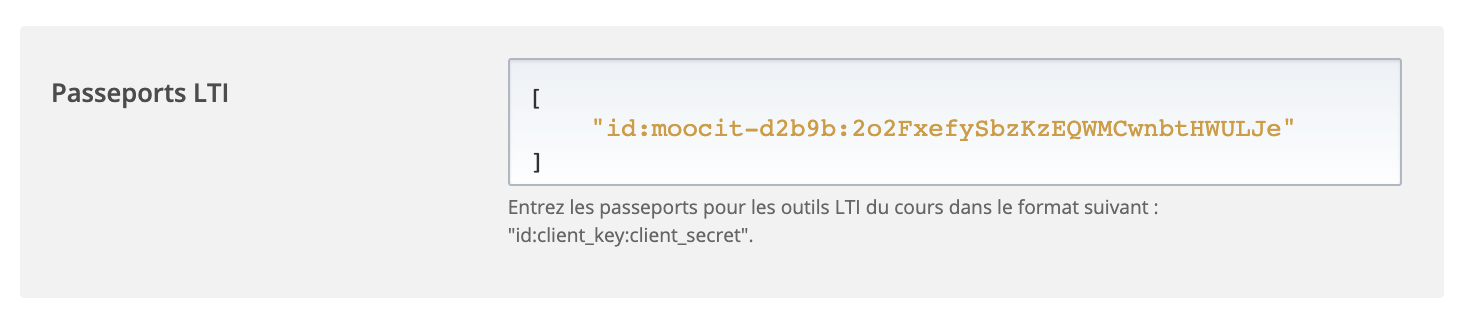 Passeports LTI
[
"id:moocit-d2b9b:2o2FxefySbzKzEQWMCwnbtHWULJe"
]
Entrez les passeports pour les outils LTI du cours dans le format suivant :
"id:client_key:client_secret".